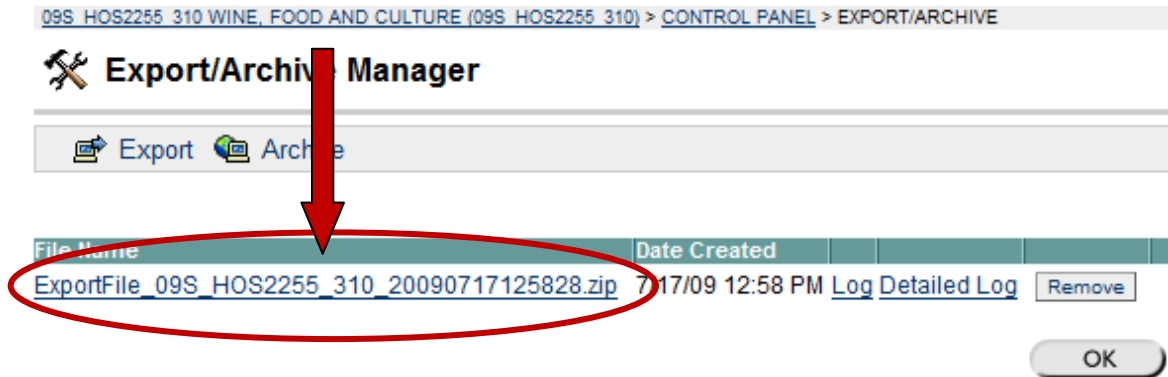 09S_HOS2255_310 WINE, FOOD AND CULTURE (09S_HOS2255_310) > CONTROL PANEL > EXPORT/ARCHIVE
Export/Archive Manager
Export Archive
File Name Date Created
ExportFile_09S_HOS2255_310_20090717125828.zip 7/17/09 12:58 PM Log Detailed Log Remove
OK